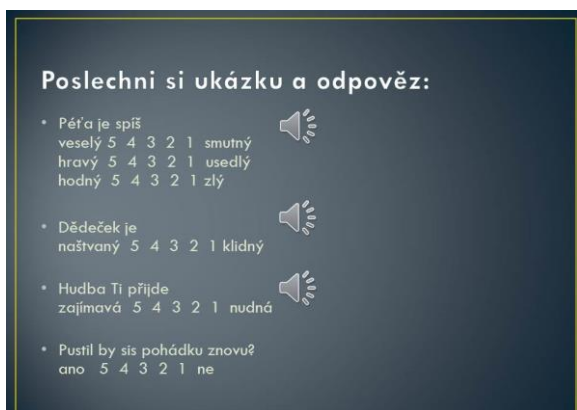 Poslechni si ukázku a odpověz:
• Péťa je spíš
veselý 5 4 3 2 1 smutný
hravý 5 4 3 2 1 usedlý
hodný 5 4 3 2 1 zlý
• Dědeček je
naštvaný 5 4 3 2 1 klidný
• Hudba Ti přijde
zajímavá 5 4 3 2 1 nudná
• Pustil by sis pohádku znovu?
ano 5 4 3 2 1 ne